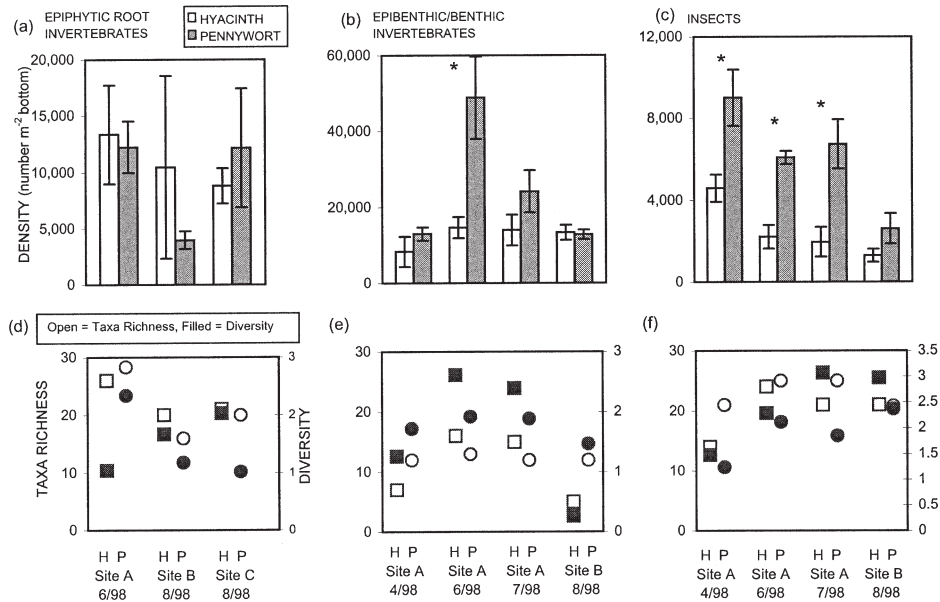 (a) EPIPHYTIC ROOT
INVERTEBRATES
HYACINTH
PENNYWORT
DENSITY (number m⁻² bottom)
20,000
15,000
10,000
5,000
0
(b) EPIBENTHIC/BENTHIC
INVERTEBRATES
60,000
40,000
20,000
0
*
(c) INSECTS
12,000
8,000
4,000
0
*
*
*
(d) Open = Taxa Richness, Filled = Diversity
TAXA RICHNESS
30
20
10
0
3
2
1
0
DIVERSITY
H P H P H P
Site A Site B Site C
6/98 8/98 8/98
(e)
30
20
10
0
3
2
1
0
H P H P H P H P
Site A Site A Site A Site B
4/98 6/98 7/98 8/98
(f)
30
20
10
0
3.5
3
2.5
2
1.5
1
0.5
0
H P H P H P H P
Site A Site A Site A Site B
4/98 6/98 7/98 8/98